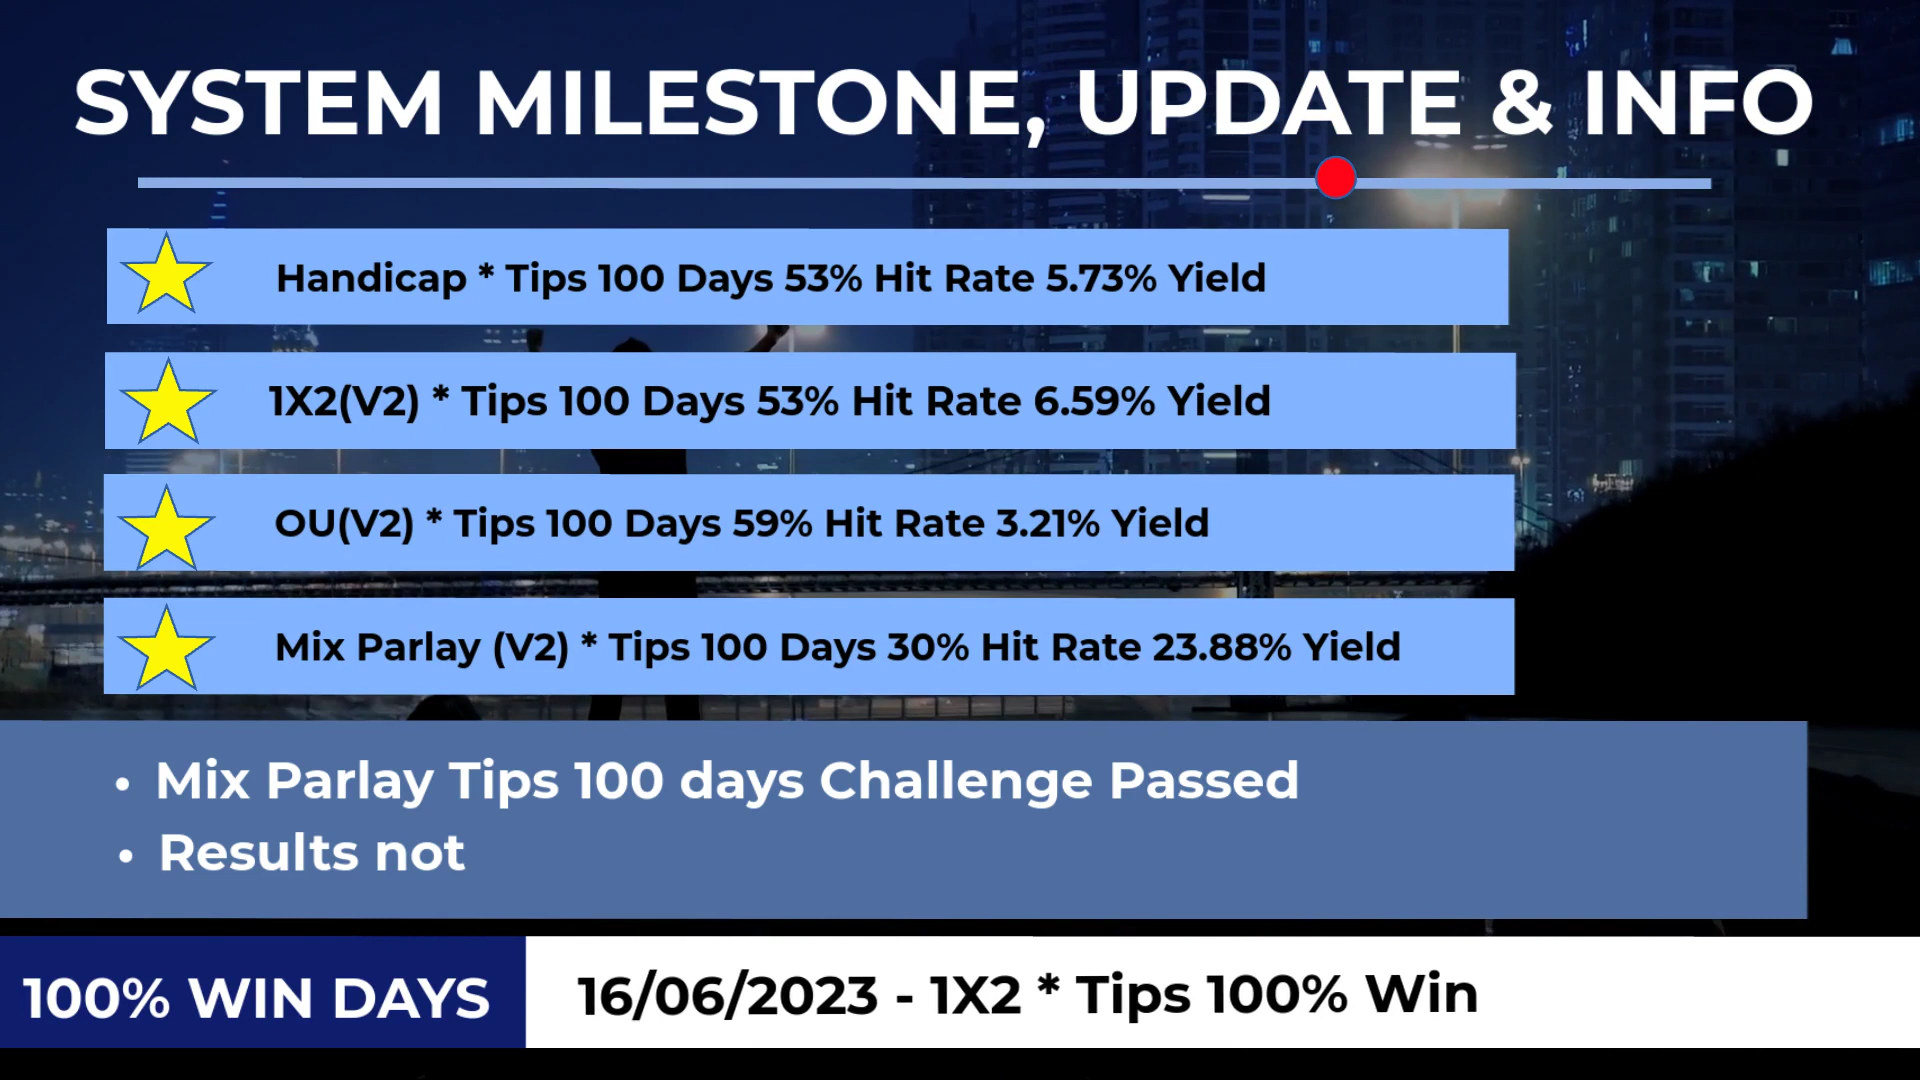 SYSTEM MILESTONE, UPDATE & INFO
Handicap * Tips 100 Days 53% Hit Rate 5.73% Yield
1X2(V2) * Tips 100 Days 53% Hit Rate 6.59% Yield
OU(V2) * Tips 100 Days 59% Hit Rate 3.21% Yield
Mix Parlay (V2) * Tips 100 Days 30% Hit Rate 23.88% Yield
• Mix Parlay Tips 100 days Challenge Passed
• Results not
100% WIN DAYS
16/06/2023 - 1X2 * Tips 100% Win